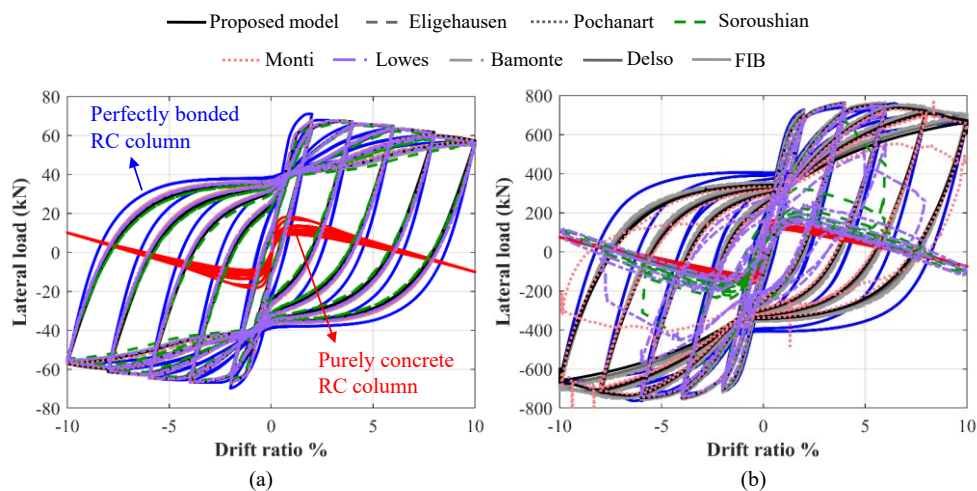 Proposed model Eligehausen Pochanart Soroushian
Monti Lowes Bamonte Delso FIB
80
60
40
20
0
-20
-40
-60
-80
Lateral load (kN)
Perfectly bonded
RC column
Purely concrete
RC column
-10 -5 0 5 10
Drift ratio %
(a)
800
600
400
200
0
-200
-400
-600
-800
Lateral load (kN)
-10 -5 0 5 10
Drift ratio %
(b)